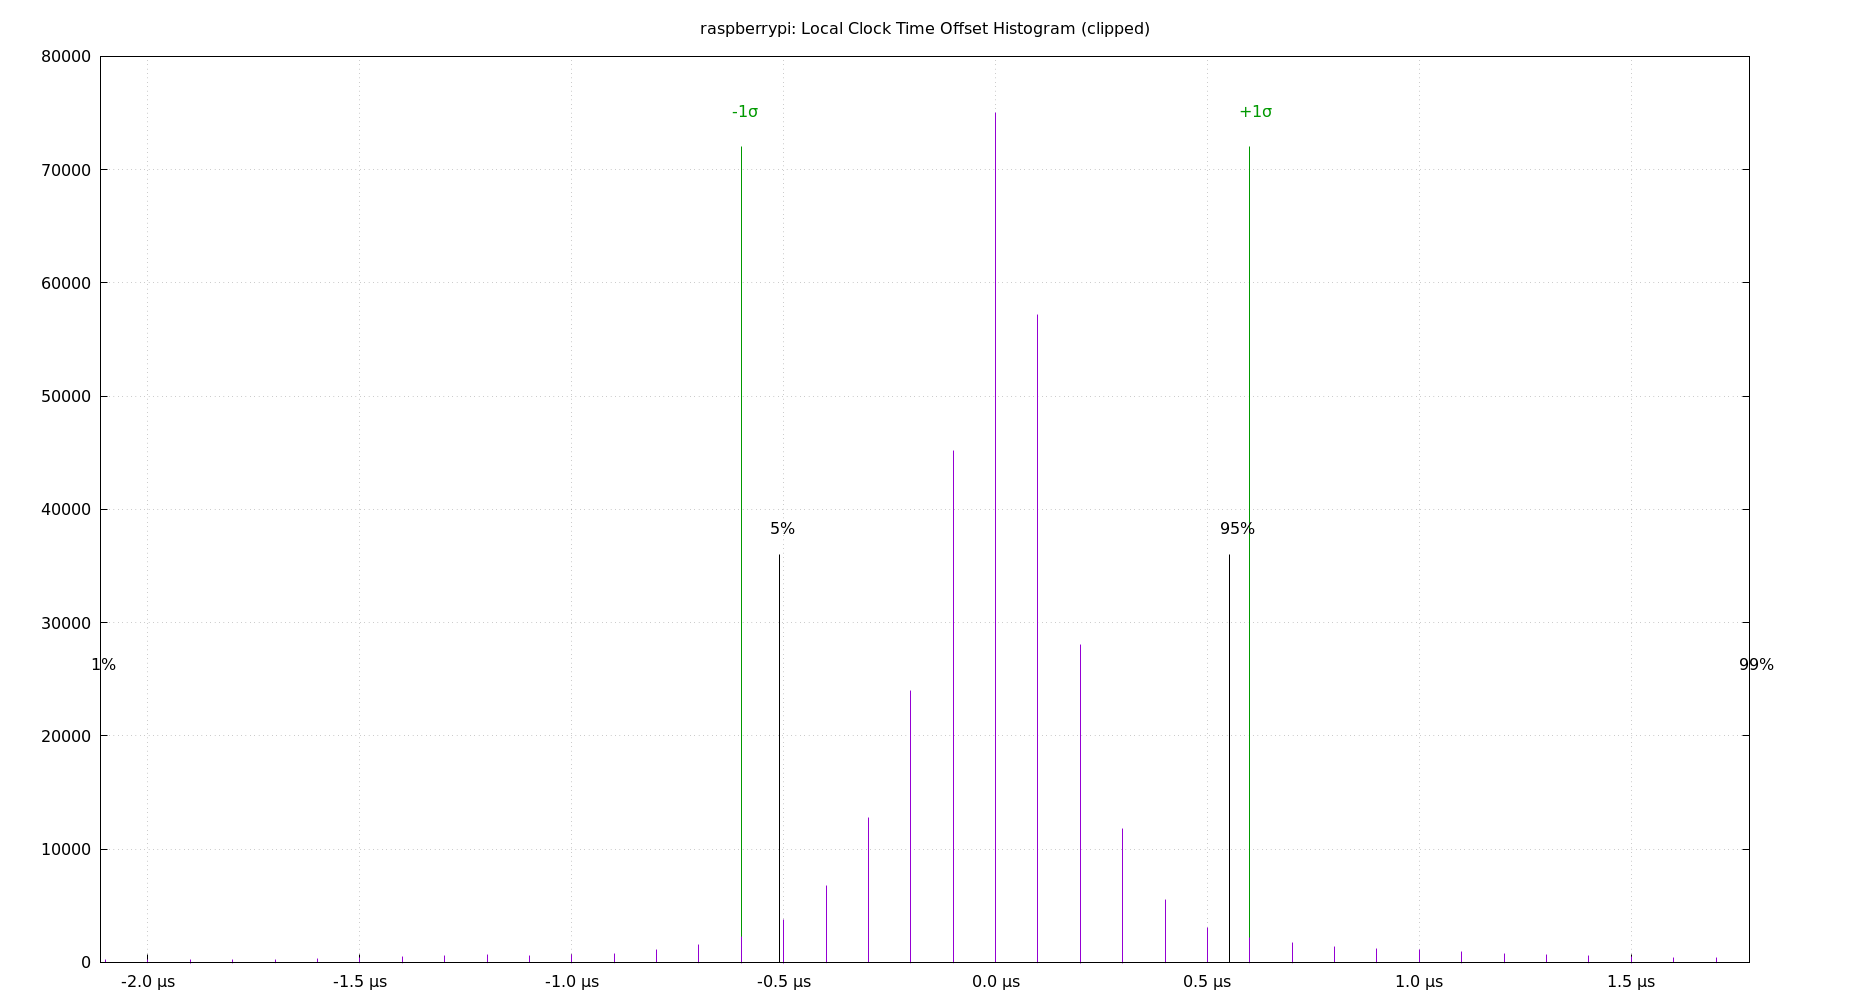 raspberrypi: Local Clock Time Offset Histogram (clipped)
80000
-1σ
+1σ
70000
60000
50000
40000
5%
95%
30000
1%
99%
20000
10000
0
-2.0 µs
-1.5 µs
-1.0 µs
-0.5 µs
0.0 µs
0.5 µs
1.0 µs
1.5 µs